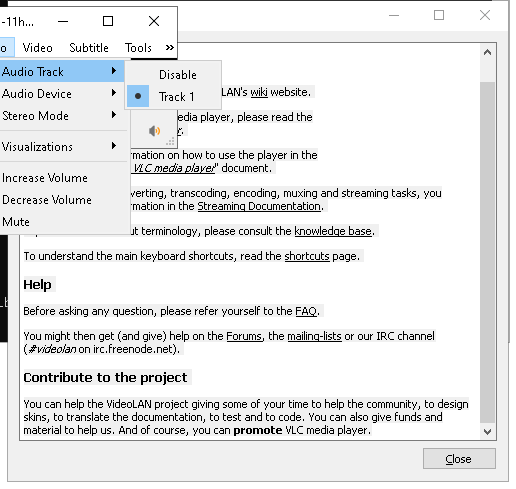 -11h...
o Video Subtitle Tools »
Audio Track
Audio Device
Stereo Mode
Visualizations
Increase Volume
Decrease Volume
Mute
Disable
Track 1
LAN's wiki website.
edia player, please read the
r.
rmation on how to use the player in the
VLC media player" document.
verting, transcoding, encoding, muxing and streaming tasks, you
rmation in the Streaming Documentation.
ut terminology, please consult the knowledge base.
To understand the main keyboard shortcuts, read the shortcuts page.
Help
Before asking any question, please refer yourself to the FAQ.
You might then get (and give) help on the Forums, the mailing-lists or our IRC channel
(#videolan on irc.freenode.net).
Contribute to the project
You can help the VideoLAN project giving some of your time to help the community, to design
skins, to translate the documentation, to test and to code. You can also give funds and
material to help us. And of course, you can promote VLC media player.
Close